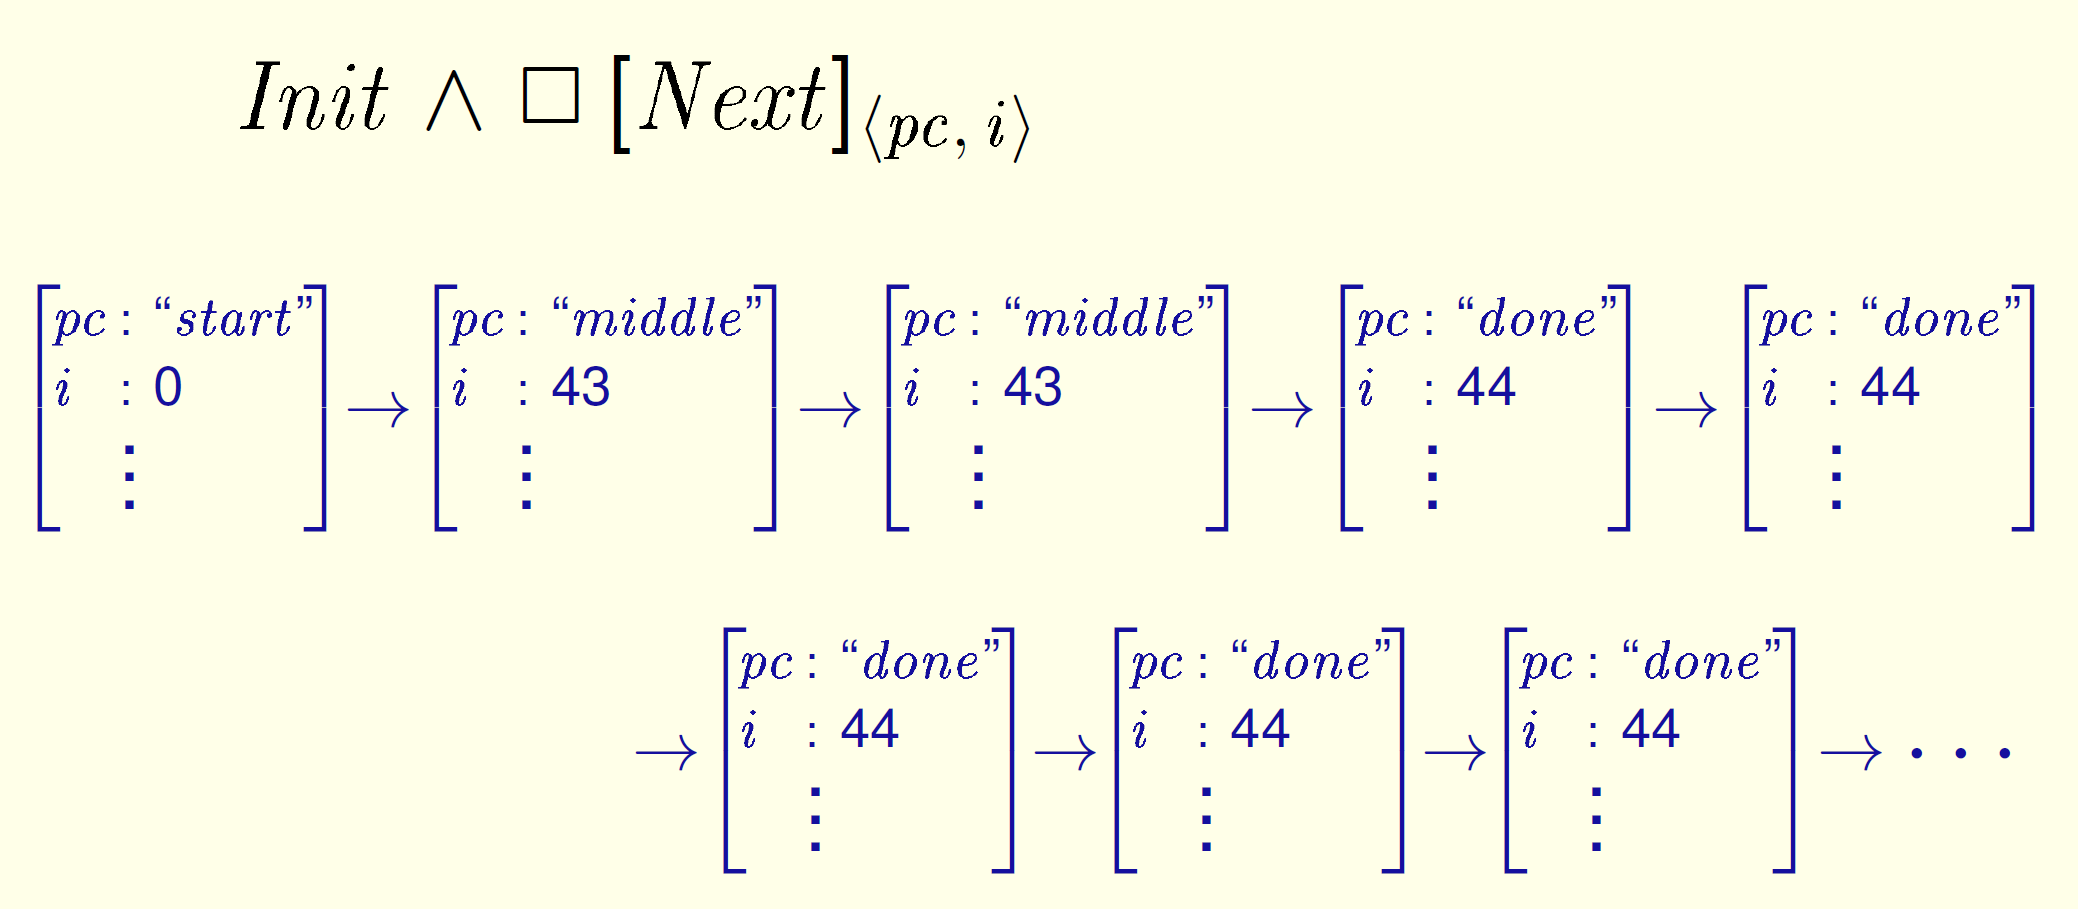 Init ∧ □ [Next]⟨pc, i⟩
pc : “start” pc : “middle” pc : “middle” pc : “done” pc : “done”
i : 0 → i : 43 → i : 43 → i : 44 → i : 44
⋮ ⋮ ⋮ ⋮ ⋮
pc : “done” pc : “done” pc : “done”
→ i : 44 → i : 44 → i : 44 → · · ·
⋮ ⋮ ⋮